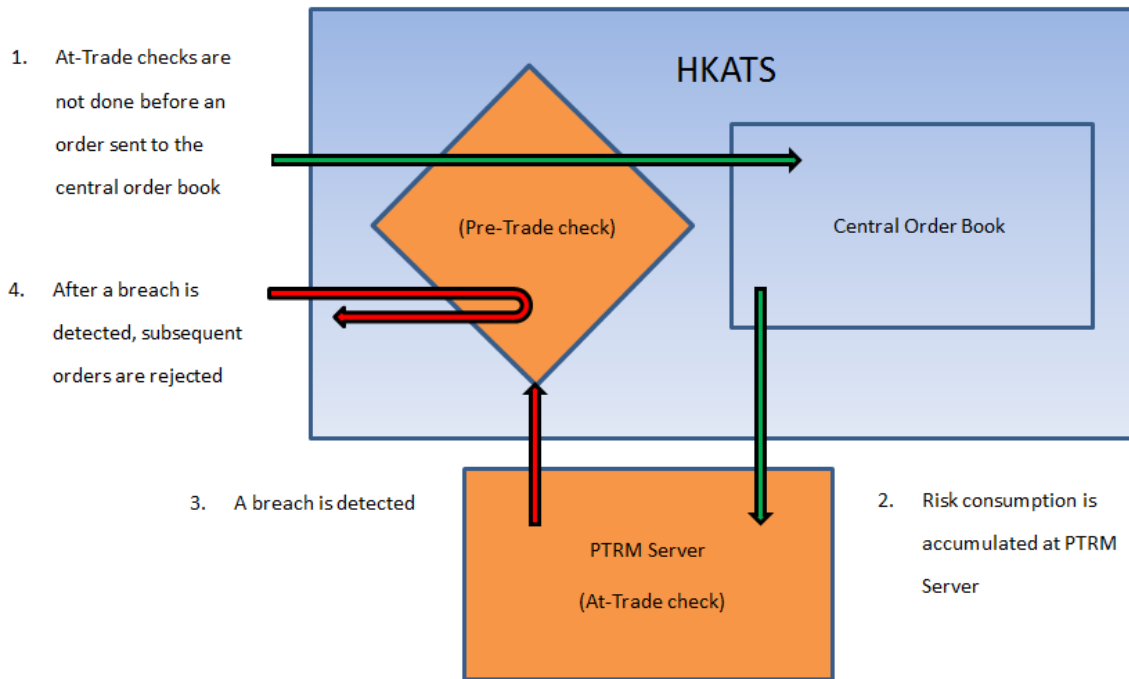 HKATS
1. At-Trade checks are
not done before an
order sent to the
central order book
(Pre-Trade check)
Central Order Book
4. After a breach is
detected, subsequent
orders are rejected
3. A breach is detected
2. Risk consumption is
accumulated at PTRM
Server
PTRM Server
(At-Trade check)